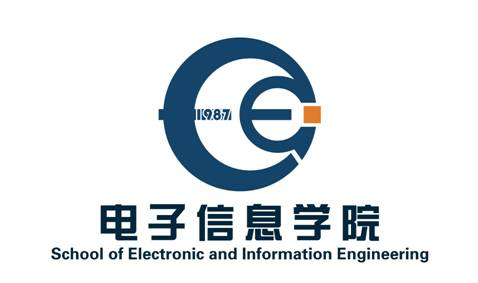 1987
电子信息学院
School of Electronic and Information Engineering